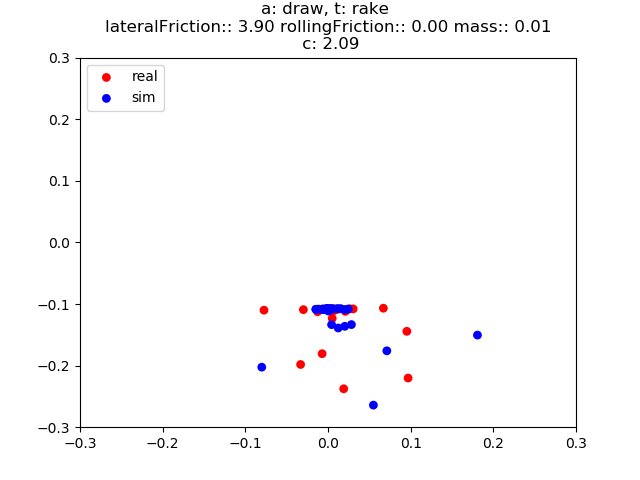 a: draw, t: rake
lateralFriction:: 3.90 rollingFriction:: 0.00 mass:: 0.01
c: 2.09
real
sim
0.3
0.2
0.1
0.0
−0.1
−0.2
−0.3
−0.3 −0.2 −0.1 0.0 0.1 0.2 0.3